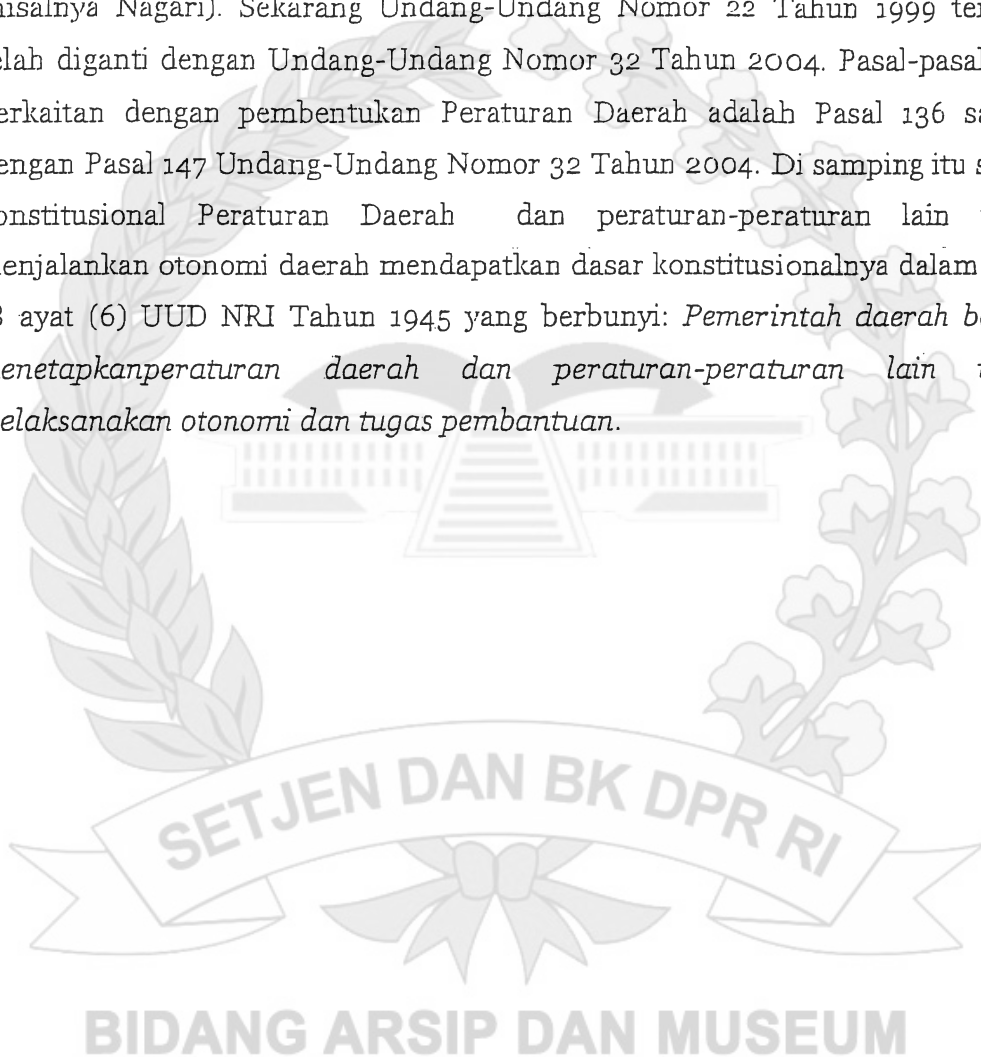 isalnya Nagari). Sekarang Undang-Undang Nomor 22 Tahun 1999 ter
elah diganti dengan Undang-Undang Nomor 32 Tahun 2004. Pasal-pasal
erkaitan dengan pembentukan Peraturan Daerah adalah Pasal 136 sa
engan Pasal 147 Undang-Undang Nomor 32 Tahun 2004. Di samping itu s
onstitusional Peraturan Daerah dan peraturan-peraturan lain
enjalankan otonomi daerah mendapatkan dasar konstitusionalnya dalam
8 ayat (6) UUD NRI Tahun 1945 yang berbunyi: Pemerintah daerah be
enetapkanperaturan daerah dan peraturan-peraturan lain
elaksanakan otonomi dan tugas pembantuan.
SETJEN DAN BK DPR RI
BIDANG ARSIP DAN MUSEUM